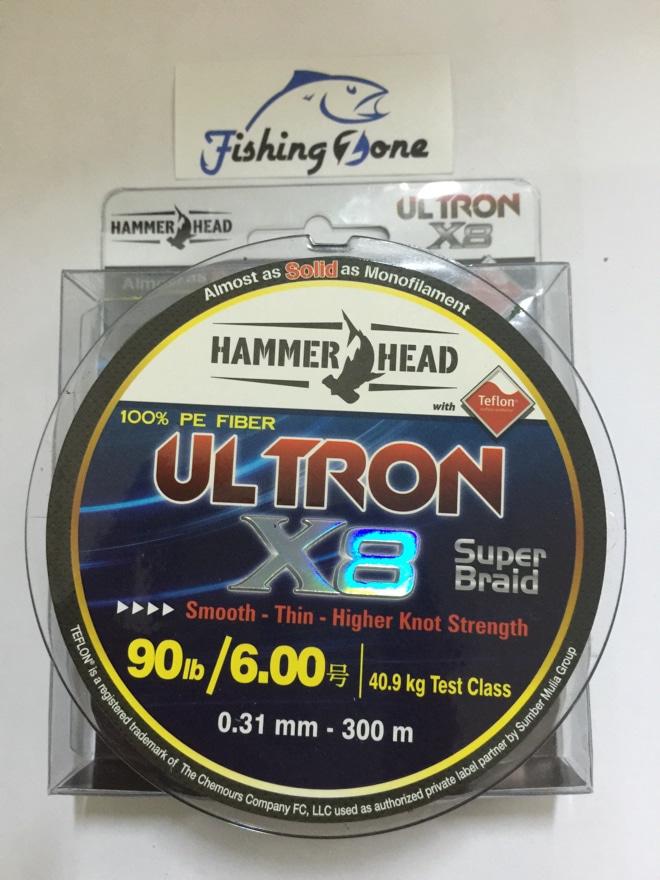 Fishing Zone
HAMMER HEAD
ULTRON
X8
Almost as Solid as Monofilament
HAMMER HEAD
with Teflon®
100% PE FIBER
ULTRON
X8
Super
Braid
Smooth - Thin - Higher Knot Strength
90lb/6.00号 | 40.9 kg Test Class
0.31 mm - 300 m
TEFLON® is a registered trademark of The Chemours Company FC, LLC used as authorized private label partner by Sumber Mulia Group